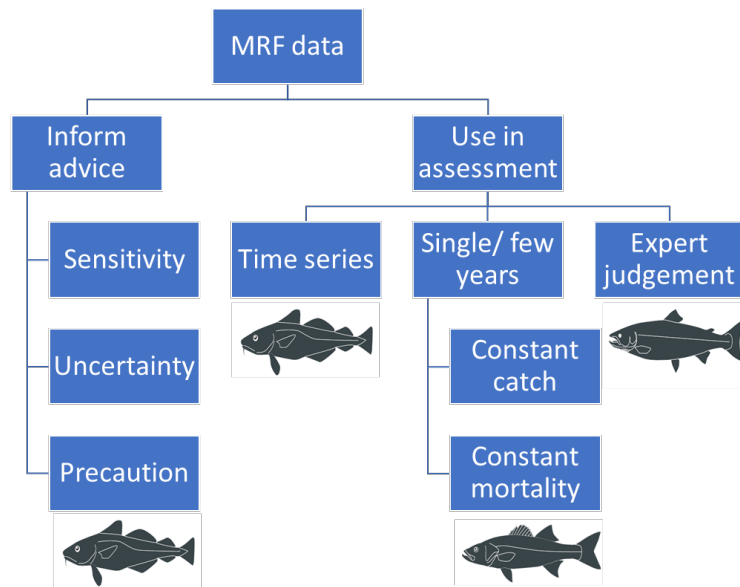 MRF data
Inform
advice
Use in
assessment
Sensitivity
Time series
Single/ few
years
Expert
judgement
Uncertainty
Constant
catch
Precaution
Constant
mortality